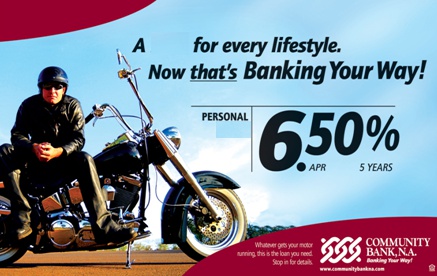 A for every lifestyle.
Now that's Banking Your Way!
PERSONAL
6.50%
APR 5 YEARS
Whatever gets your motor
running, this is the loan you need.
Stop in for details.
www.communitybankna.com
COMMUNITY
BANK, N.A.
Banking Your Way!